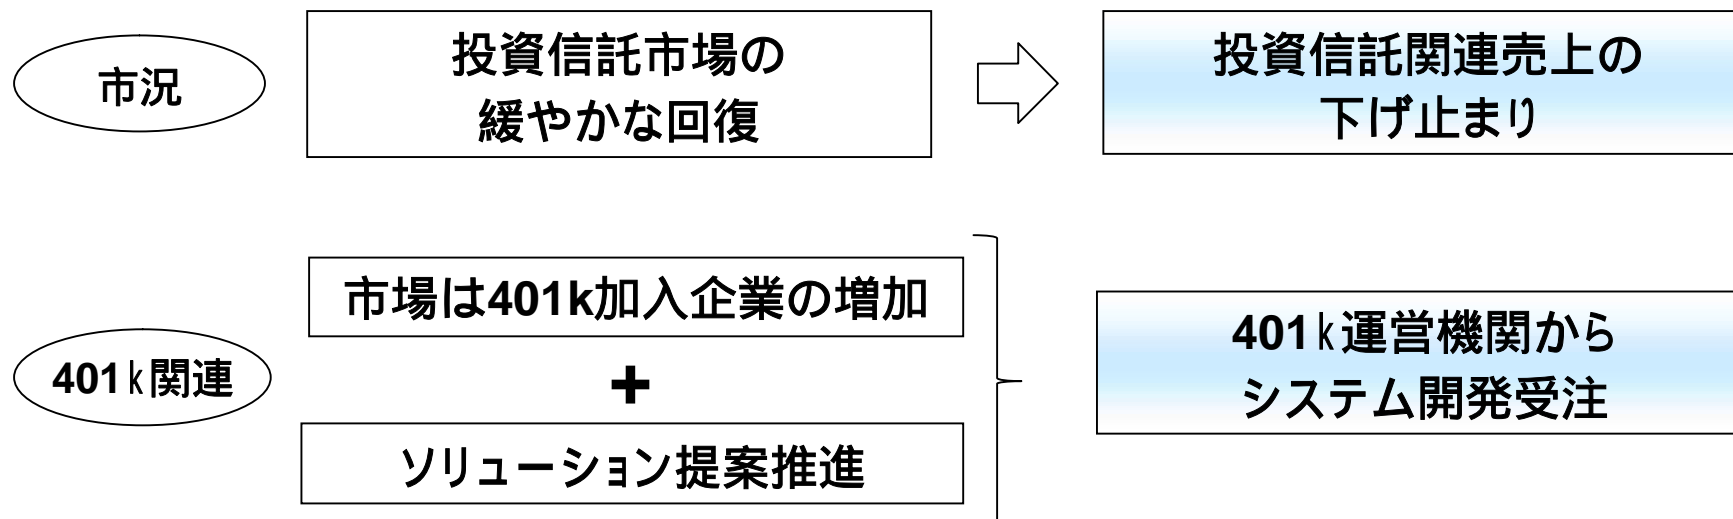 市況
投資信託市場の
緩やかな回復
投資信託関連売上の
下げ止まり
401k関連
市場は401k加入企業の増加
+
ソリューション提案推進
401k運営機関から
システム開発受注